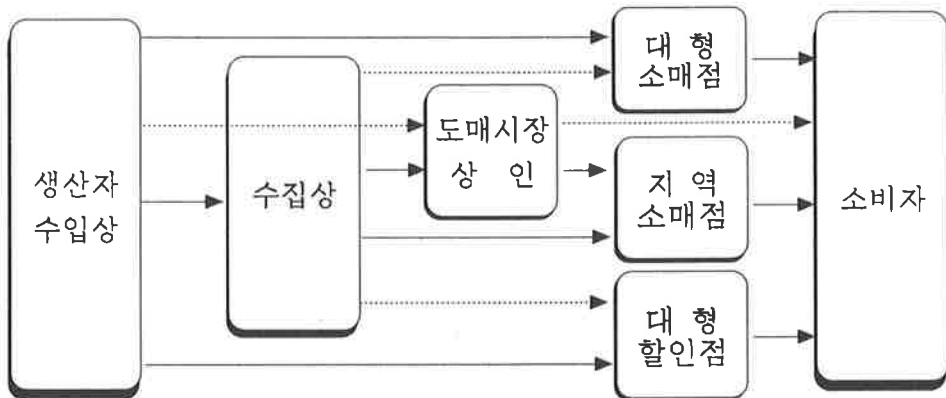 생산자
수입상
수집상
도매시장
상 인
대 형
소매점
지 역
소매점
대 형
할인점
소비자